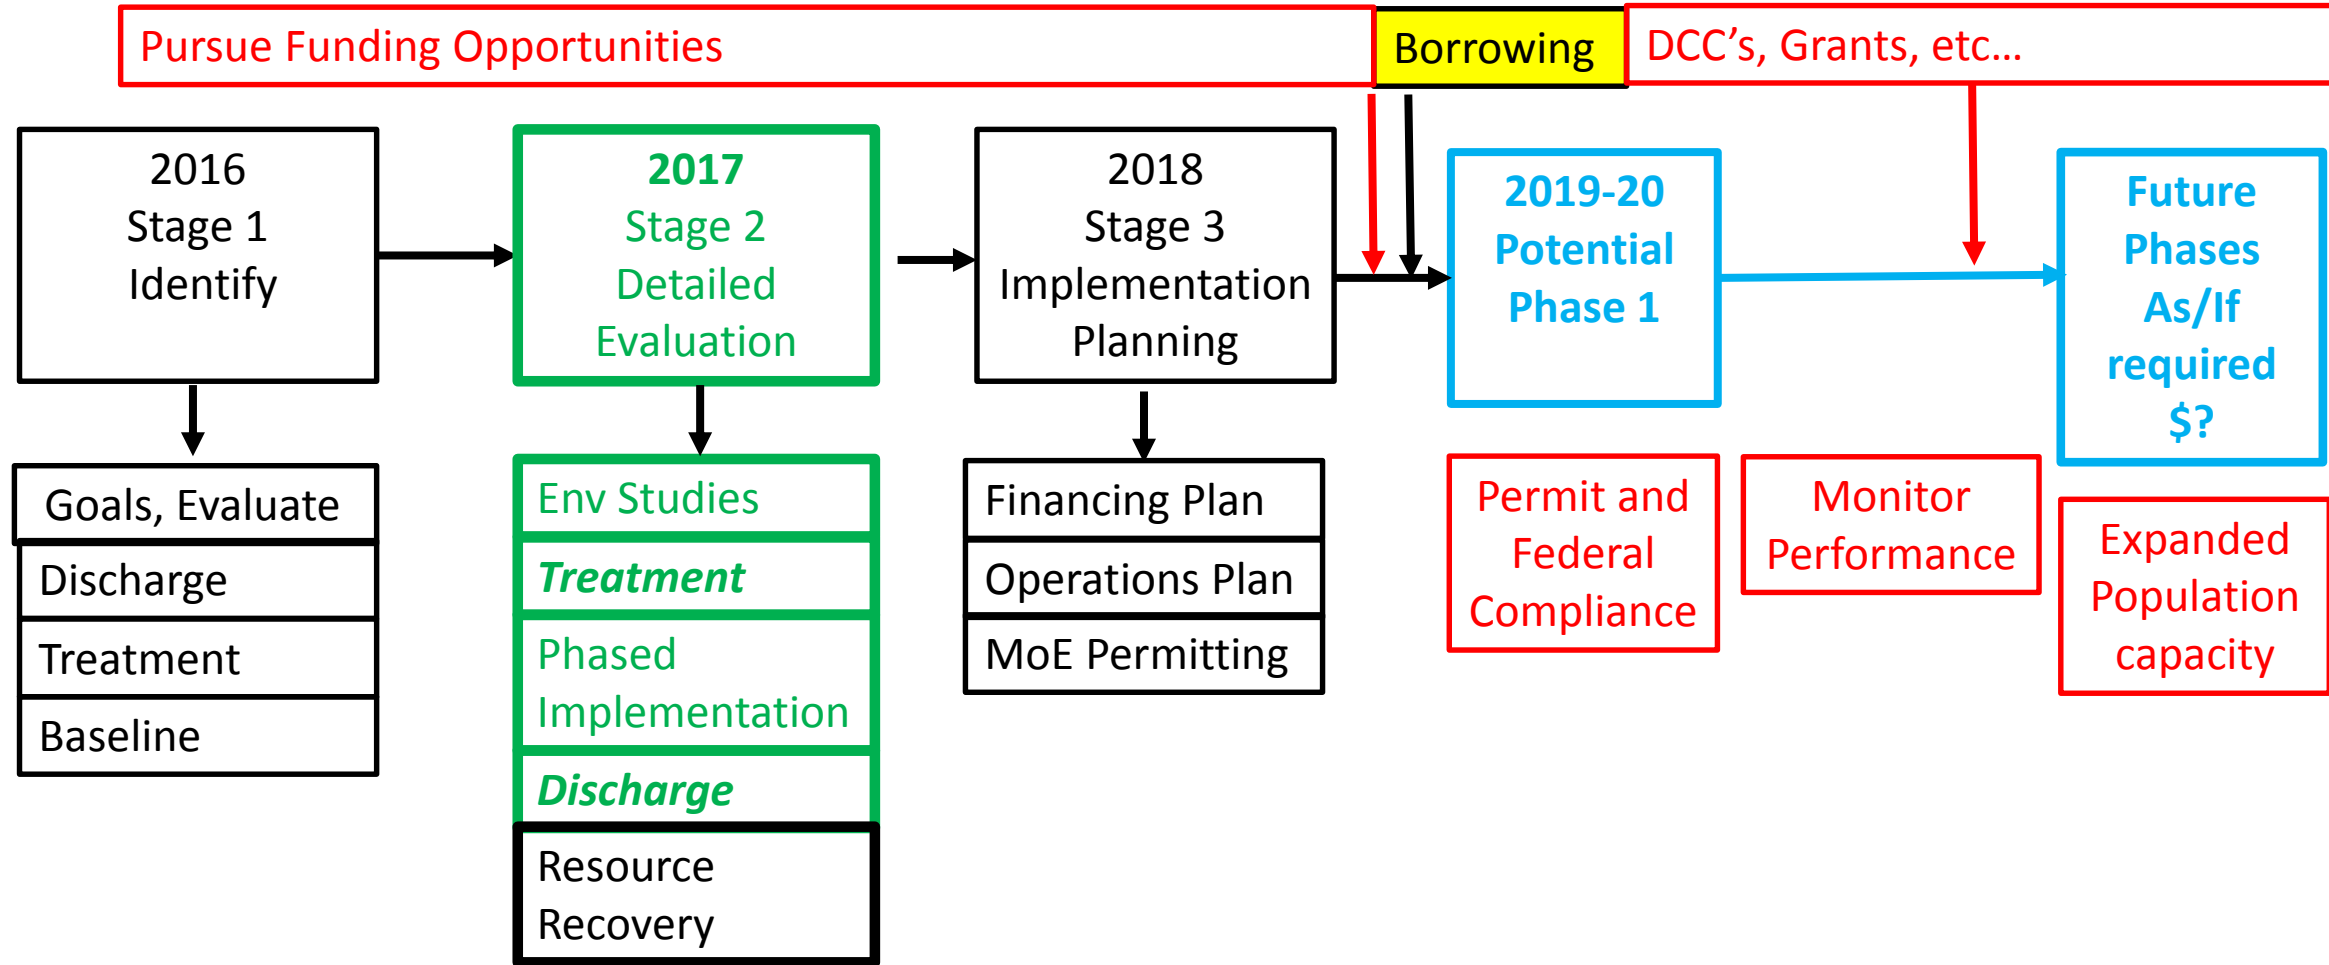 Pursue Funding Opportunities
Borrowing
DCC’s, Grants, etc…
2016
Stage 1
Identify
2017
Stage 2
Detailed
Evaluation
2018
Stage 3
Implementation
Planning
2019-20
Potential
Phase 1
Future
Phases
As/If
required
$?
Goals, Evaluate
Discharge
Treatment
Baseline
Env Studies
Treatment
Phased
Implementation
Discharge
Resource
Recovery
Financing Plan
Operations Plan
MoE Permitting
Permit and
Federal
Compliance
Monitor
Performance
Expanded
Population
capacity